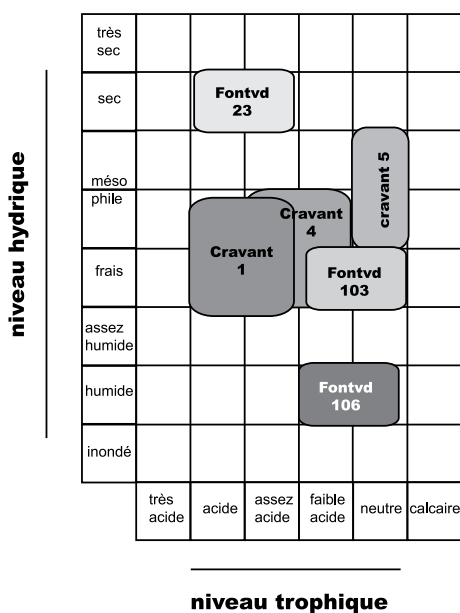 très
sec
sec
Fontvd
23
méso
phile
cravant 5
Cravant
4
Cravant
1
frais
Fontvd
103
assez
humide
humide
Fontvd
106
inondé
très
acide
acide
assez
acide
faible
acide
neutre
calcaire
niveau hydrique
niveau trophique